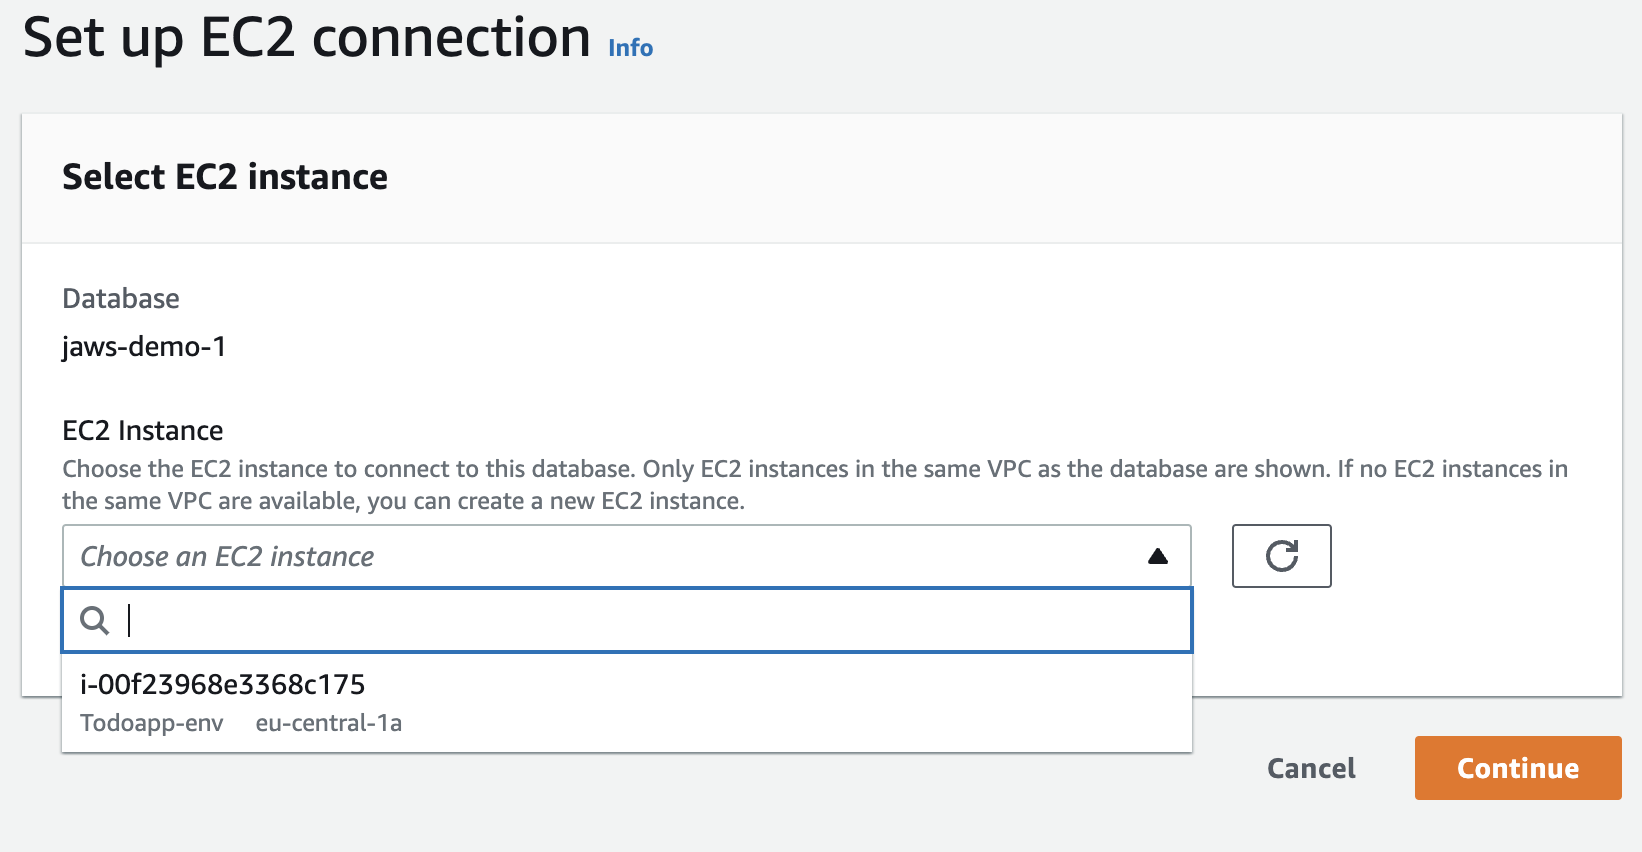 Set up EC2 connection Info
Select EC2 instance
Database
jaws-demo-1
EC2 Instance
Choose the EC2 instance to connect to this database. Only EC2 instances in the same VPC as the database are shown. If no EC2 instances in
the same VPC are available, you can create a new EC2 instance.
Choose an EC2 instance
i-00f23968e3368c175
Todoapp-env eu-central-1a
Cancel Continue